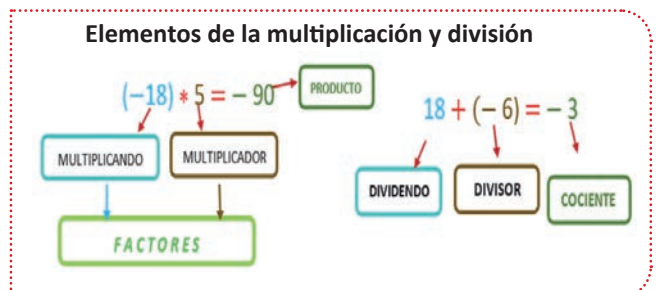 Elementos de la multiplicación y división
(−18) * 5 = − 90
PRODUCTO
MULTIPLICANDO
MULTIPLICADOR
FACTORES
18 + (− 6) = − 3
DIVIDENDO
DIVISOR
COCIENTE